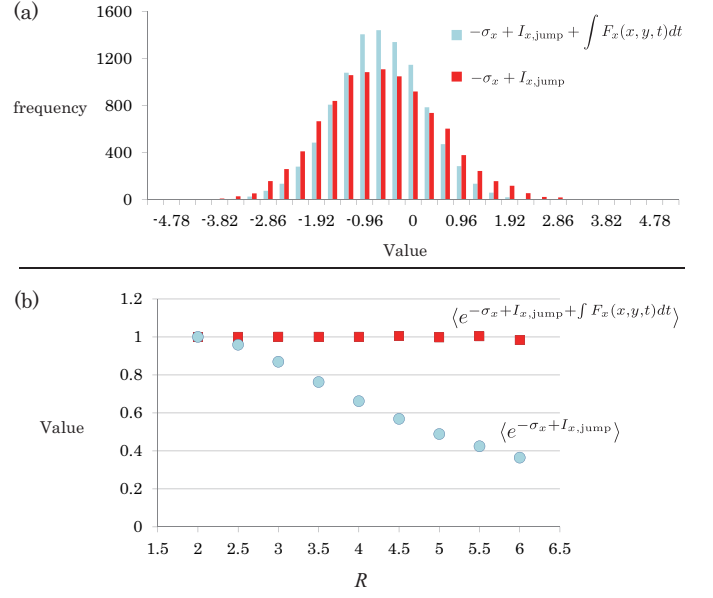 (a)
1600
1200
frequency 800
400
0
−σ_x + I_{x,jump} + ∫ F_x(x, y, t)dt
−σ_x + I_{x,jump}
-4.78 -3.82 -2.86 -1.92 -0.96 0 0.96 1.92 2.86 3.82 4.78
Value
(b)
1.2
⟨e^{−σ_x+I_{x,jump}+∫ F_x(x,y,t)dt}⟩
1
0.8
0.6
Value
⟨e^{−σ_x+I_{x,jump}}⟩
0.4
0.2
0
1.5 2 2.5 3 3.5 4 4.5 5 5.5 6 6.5
R